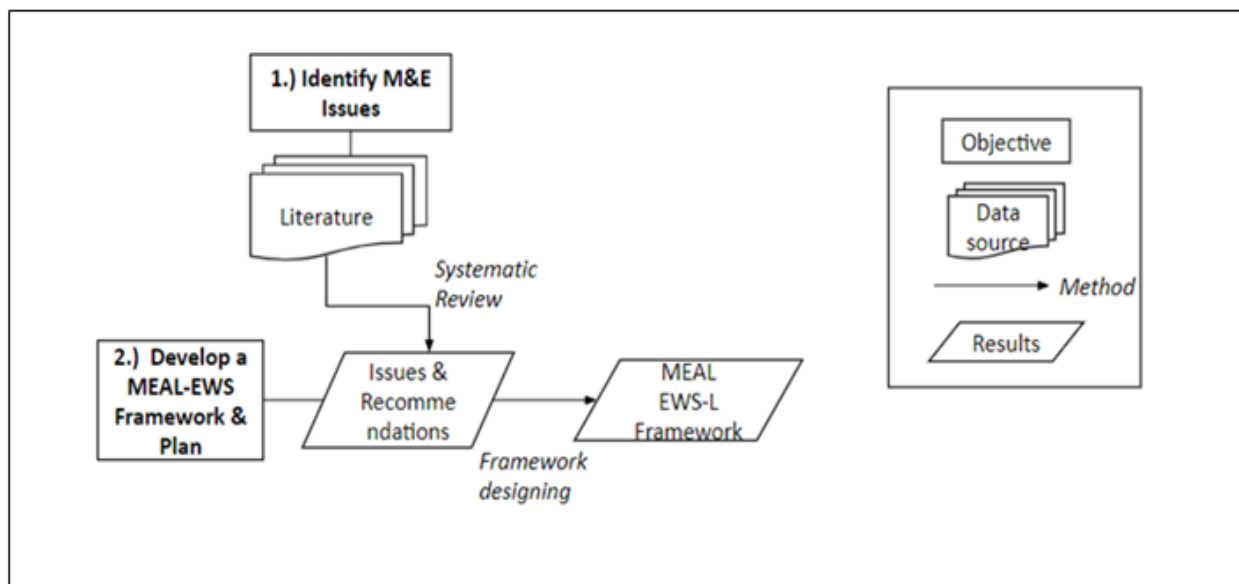 1.) Identify M&E
Issues
Literature
Systematic
Review
2.)  Develop a
MEAL-EWS
Framework &
Plan
Issues &
Recomme
ndations
Framework
designing
MEAL
EWS-L
Framework
Objective
Data
source
Method
Results